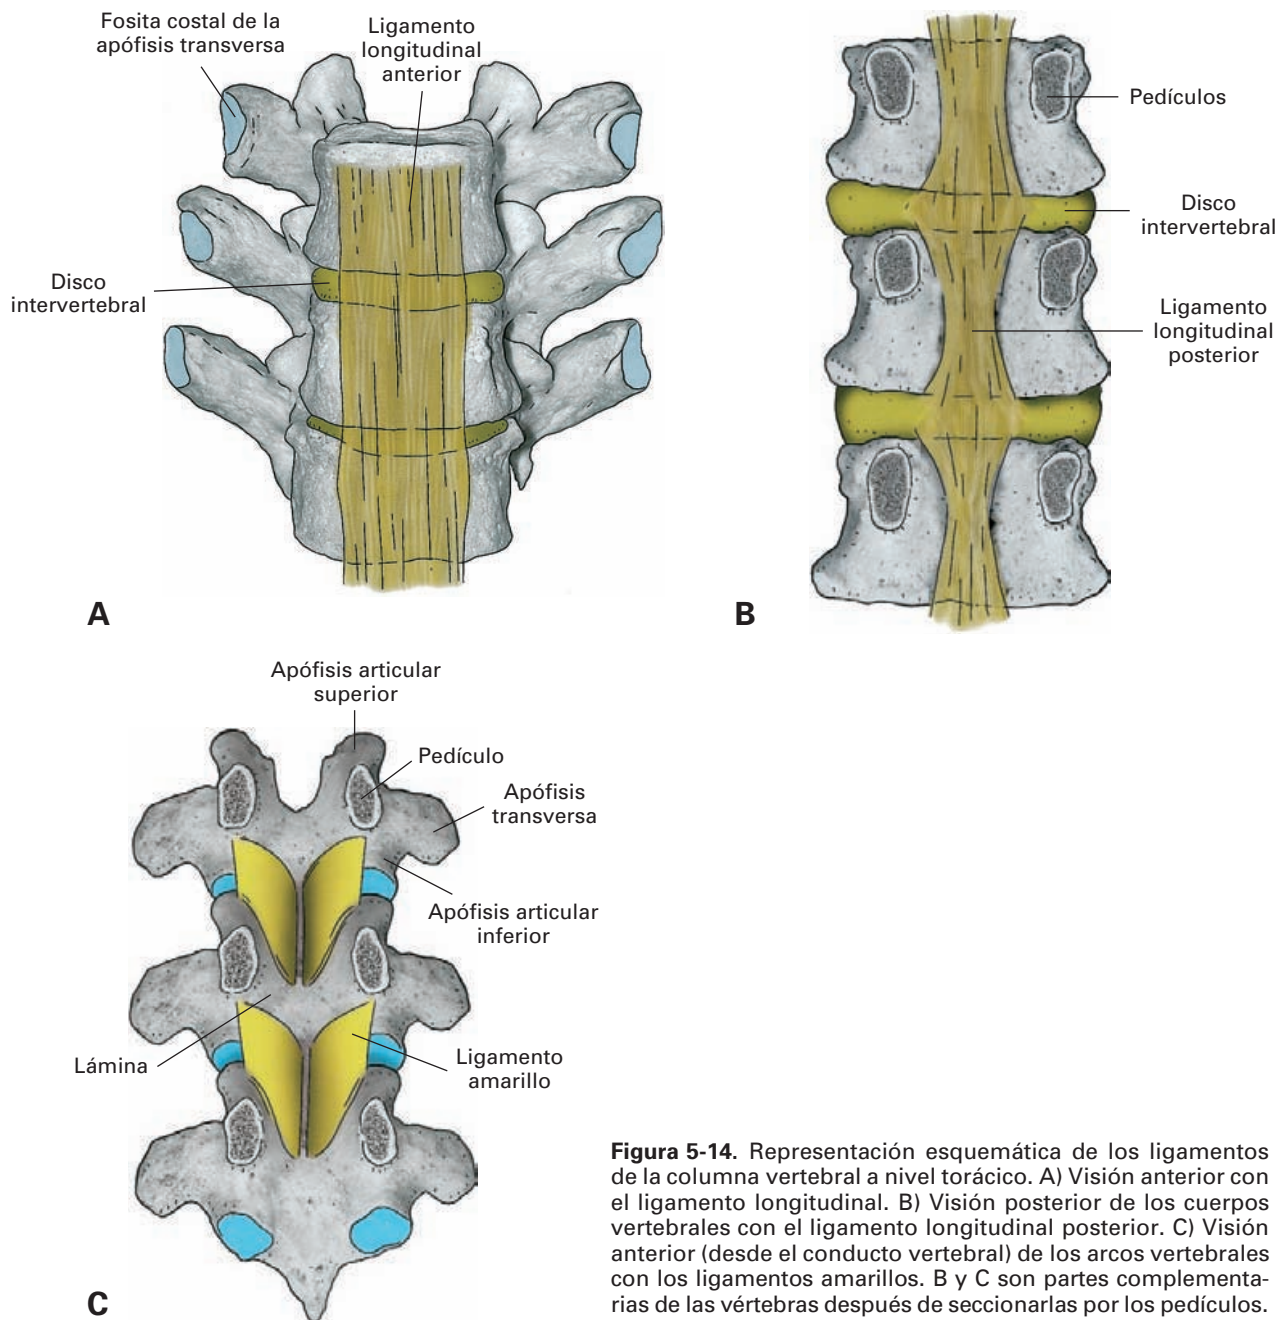 Fosita costal de la
apófisis transversa
Ligamento
longitudinal
anterior
Disco
intervertebral
A
Pedículos
Disco
intervertebral
Ligamento
longitudinal
posterior
B
Apófisis articular
superior
Pedículo
Apófisis
transversa
Apófisis articular
inferior
Lámina
Ligamento
amarillo
C
Figura 5-14. Representación esquemática de los ligamentos
de la columna vertebral a nivel torácico. A) Visión anterior con
el ligamento longitudinal. B) Visión posterior de los cuerpos
vertebrales con el ligamento longitudinal posterior. C) Visión
anterior (desde el conducto vertebral) de los arcos vertebrales
con los ligamentos amarillos. B y C son partes complementa-
rias de las vértebras después de seccionarlas por los pedículos.